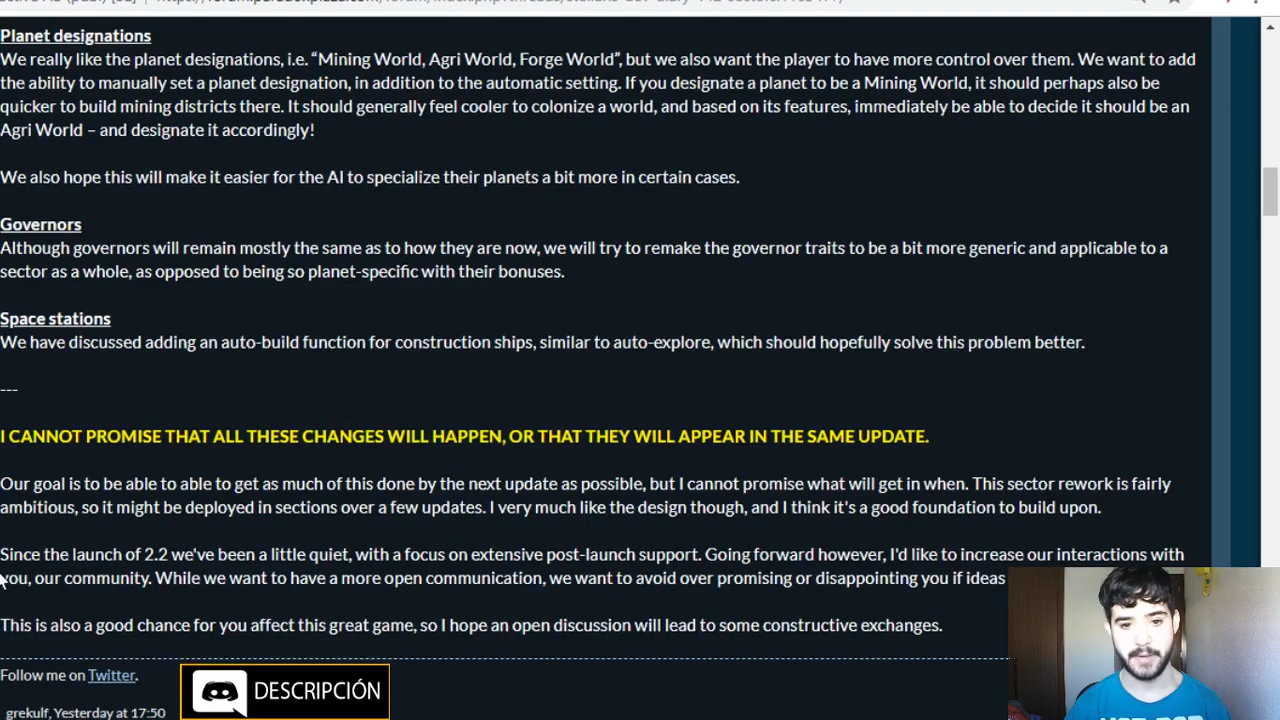 Planet designations
We really like the planet designations, i.e. “Mining World, Agri World, Forge World”, but we also want the player to have more control over them. We want to add
the ability to manually set a planet designation, in addition to the automatic setting. If you designate a planet to be a Mining World, it should perhaps also be
quicker to build mining districts there. It should generally feel cooler to colonize a world, and based on its features, immediately be able to decide it should be an
Agri World – and designate it accordingly!
We also hope this will make it easier for the AI to specialize their planets a bit more in certain cases.
Governors
Although governors will remain mostly the same as to how they are now, we will try to remake the governor traits to be a bit more generic and applicable to a
sector as a whole, as opposed to being so planet-specific with their bonuses.
Space stations
We have discussed adding an auto-build function for construction ships, similar to auto-explore, which should hopefully solve this problem better.
---
I CANNOT PROMISE THAT ALL THESE CHANGES WILL HAPPEN, OR THAT THEY WILL APPEAR IN THE SAME UPDATE.
Our goal is to be able to able to get as much of this done by the next update as possible, but I cannot promise what will get in when. This sector rework is fairly
ambitious, so it might be deployed in sections over a few updates. I very much like the design though, and I think it's a good foundation to build upon.
Since the launch of 2.2 we've been a little quiet, with a focus on extensive post-launch support. Going forward however, I'd like to increase our interactions with
you, our community. While we want to have a more open communication, we want to avoid over promising or disappointing you if ideas
This is also a good chance for you affect this great game, so I hope an open discussion will lead to some constructive exchanges.
Follow me on Twitter.
DESCRIPCIÓN
grekulf, Yesterday at 17:50